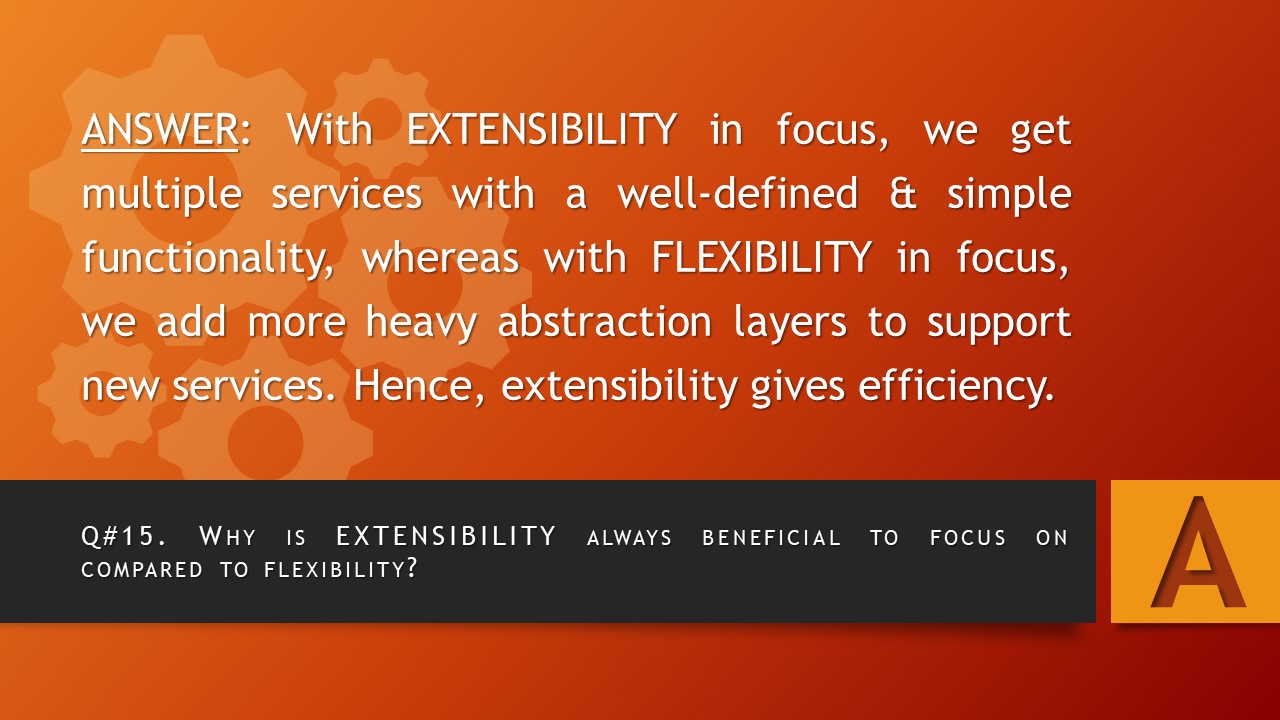 ANSWER: With EXTENSIBILITY in focus, we get
multiple services with a well-defined & simple
functionality, whereas with FLEXIBILITY in focus,
we add more heavy abstraction layers to support
new services. Hence, extensibility gives efficiency.
Q#15. Why is EXTENSIBILITY always beneficial to focus on
compared to flexibility?
A